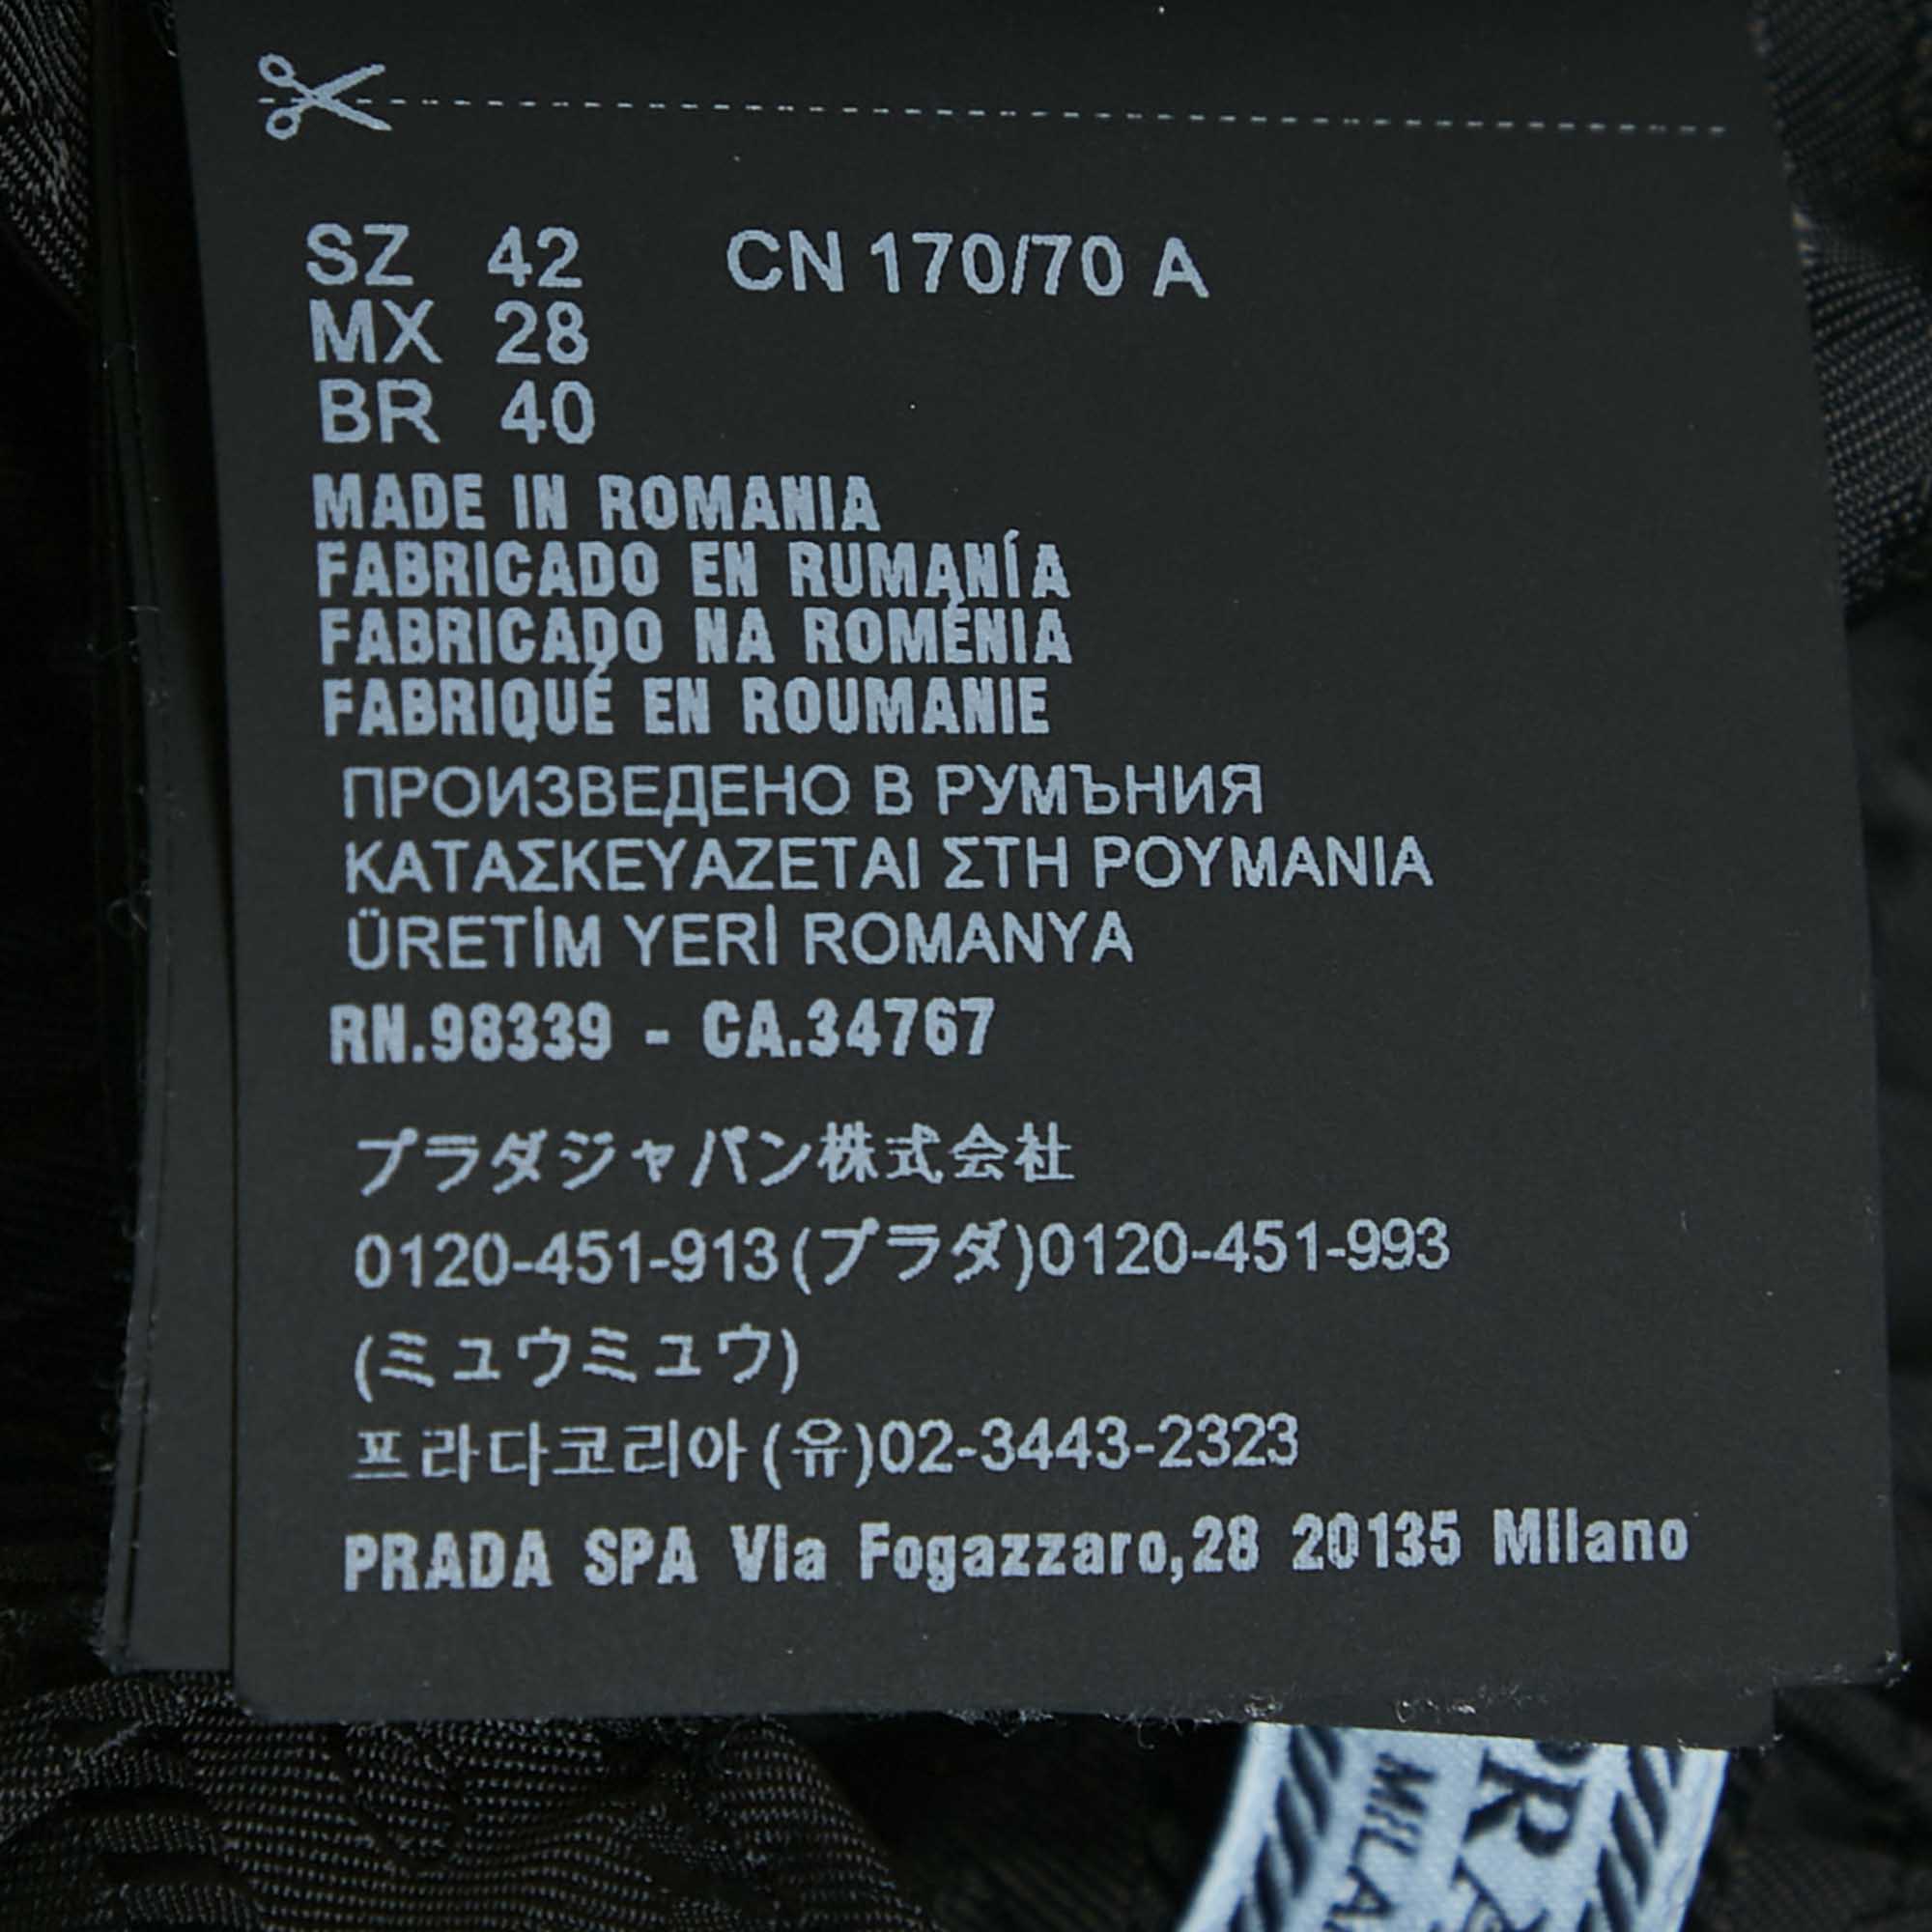 SZ 42 CN 170/70 A
MX 28
BR 40
MADE IN ROMANIA
FABRICADO EN RUMANÍA
FABRICADO NA ROMÉNIA
FABRIQUÉ EN ROUMANIE
ПРОИЗВЕДЕНО В РУМЪНИЯ
ΚΑΤΑΣΚΕΥΑΖΕΤΑΙ ΣΤΗ ΡΟΥΜΑΝΙΑ
ÜRETİM YERİ ROMANYA
RN.98339 - CA.34767
プラダジャパン株式会社
0120-451-913(プラダ)0120-451-993
(ミュウミュウ)
프라다코리아(유)02-3443-2323
PRADA SPA Via Fogazzaro,28 20135 Milano